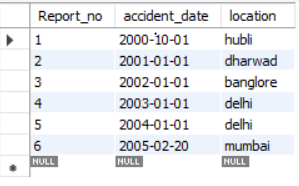 Report_no accident_date location
1 2000-10-01 hubli
2 2001-01-01 dharwad
3 2002-01-01 banglore
4 2003-01-01 delhi
5 2004-01-01 delhi
6 2005-02-20 mumbai
NULL NULL NULL